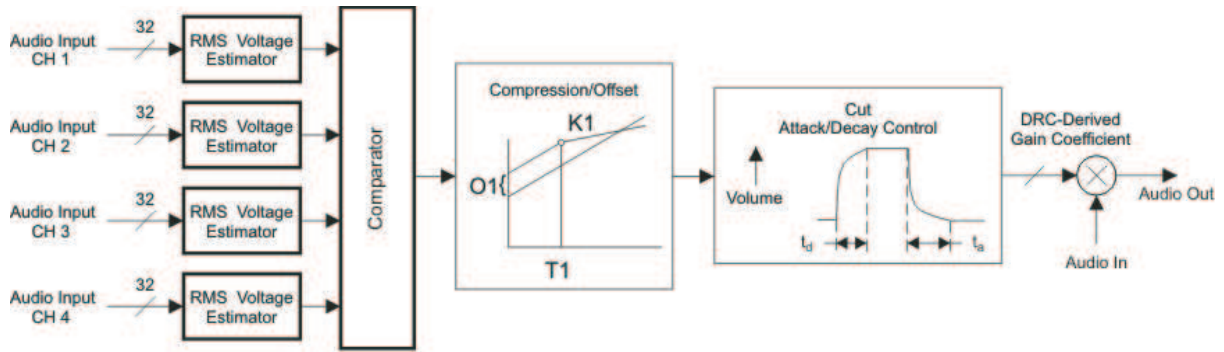 32
Audio Input
CH 1
RMS Voltage
Estimator
32
Audio Input
CH 2
RMS Voltage
Estimator
32
Audio Input
CH 3
RMS Voltage
Estimator
32
Audio Input
CH 4
RMS Voltage
Estimator
Comparator
Compression/Offset
K1
O1
T1
Cut
Attack/Decay Control
Volume
td
ta
DRC-Derived
Gain Coefficient
Audio Out
Audio In